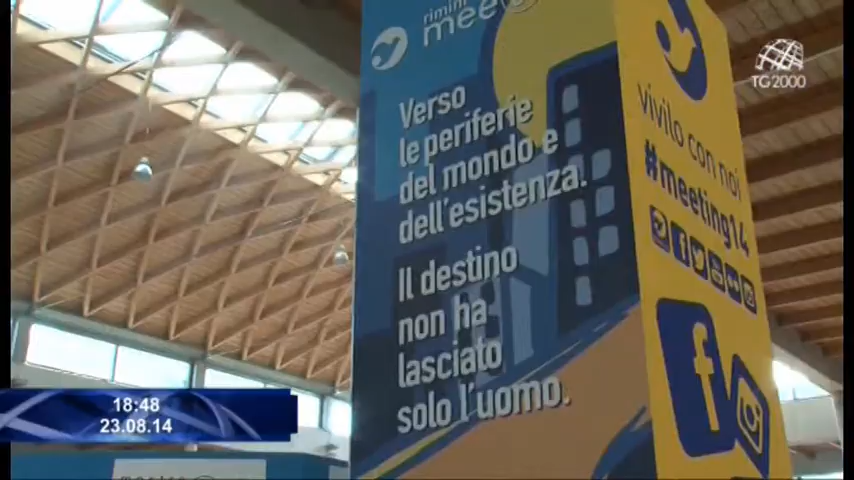 rimini
meeting
TG2000
Verso
le periferie
del mondo e
dell'esistenza.
Il destino
non ha
lasciato
solo l'uomo.
vivilo con noi
#meeting14
18:48
23.08.14